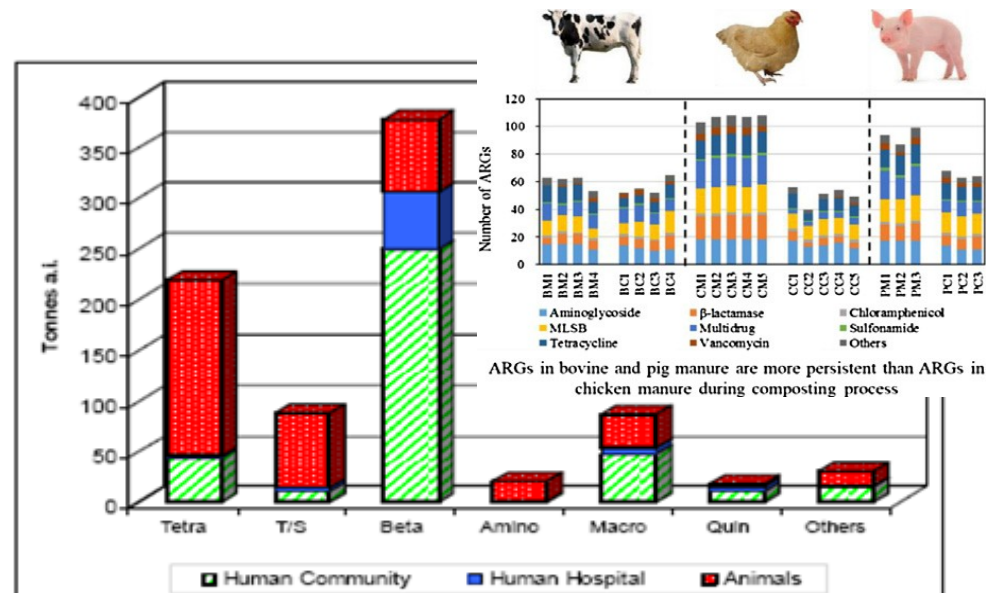 400
350
300
250
200
150
100
50
0
Tonnes a.i.
Tetra T/S Beta Amino Macro Quin Others
Human Community Human Hospital Animals
120
100
80
60
40
20
0
Number of ARGs
BM1 BM2 BM3 BM4 BC1 BC2 BC3 BC4 CM1 CM2 CM3 CM4 CM5 CC1 CC2 CC3 CC4 CC5 PM1 PM2 PM3 PC1 PC2 PC3
Aminoglycoside β-lactamase Chloramphenicol
MLSB Multidrug Sulfonamide
Tetracycline Vancomycin Others
ARGs in bovine and pig manure are more persistent than ARGs in
chicken manure during composting process